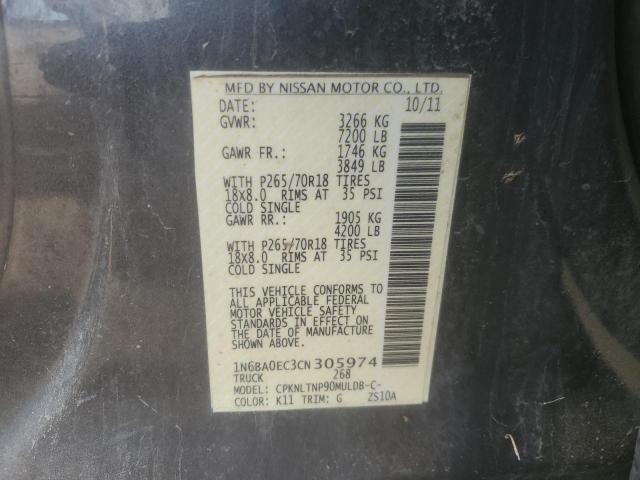 MFD BY NISSAN MOTOR CO., LTD.
DATE: 10/11
GVWR: 3266 KG
7200 LB
GAWR FR.: 1746 KG
3849 LB
WITH P265/70R18 TIRES
18X8.0 RIMS AT 35 PSI
COLD SINGLE
GAWR RR.: 1905 KG
4200 LB
WITH P265/70R18 TIRES
18X8.0 RIMS AT 35 PSI
COLD SINGLE
THIS VEHICLE CONFORMS TO
ALL APPLICABLE FEDERAL
MOTOR VEHICLE SAFETY
STANDARDS IN EFFECT ON
THE DATE OF MANUFACTURE
SHOWN ABOVE.
1N6BA0EC3CN305974
TRUCK 268
MODEL: CPKNLTNP90MULDB-C-
COLOR: K11 TRIM: G ZS10A